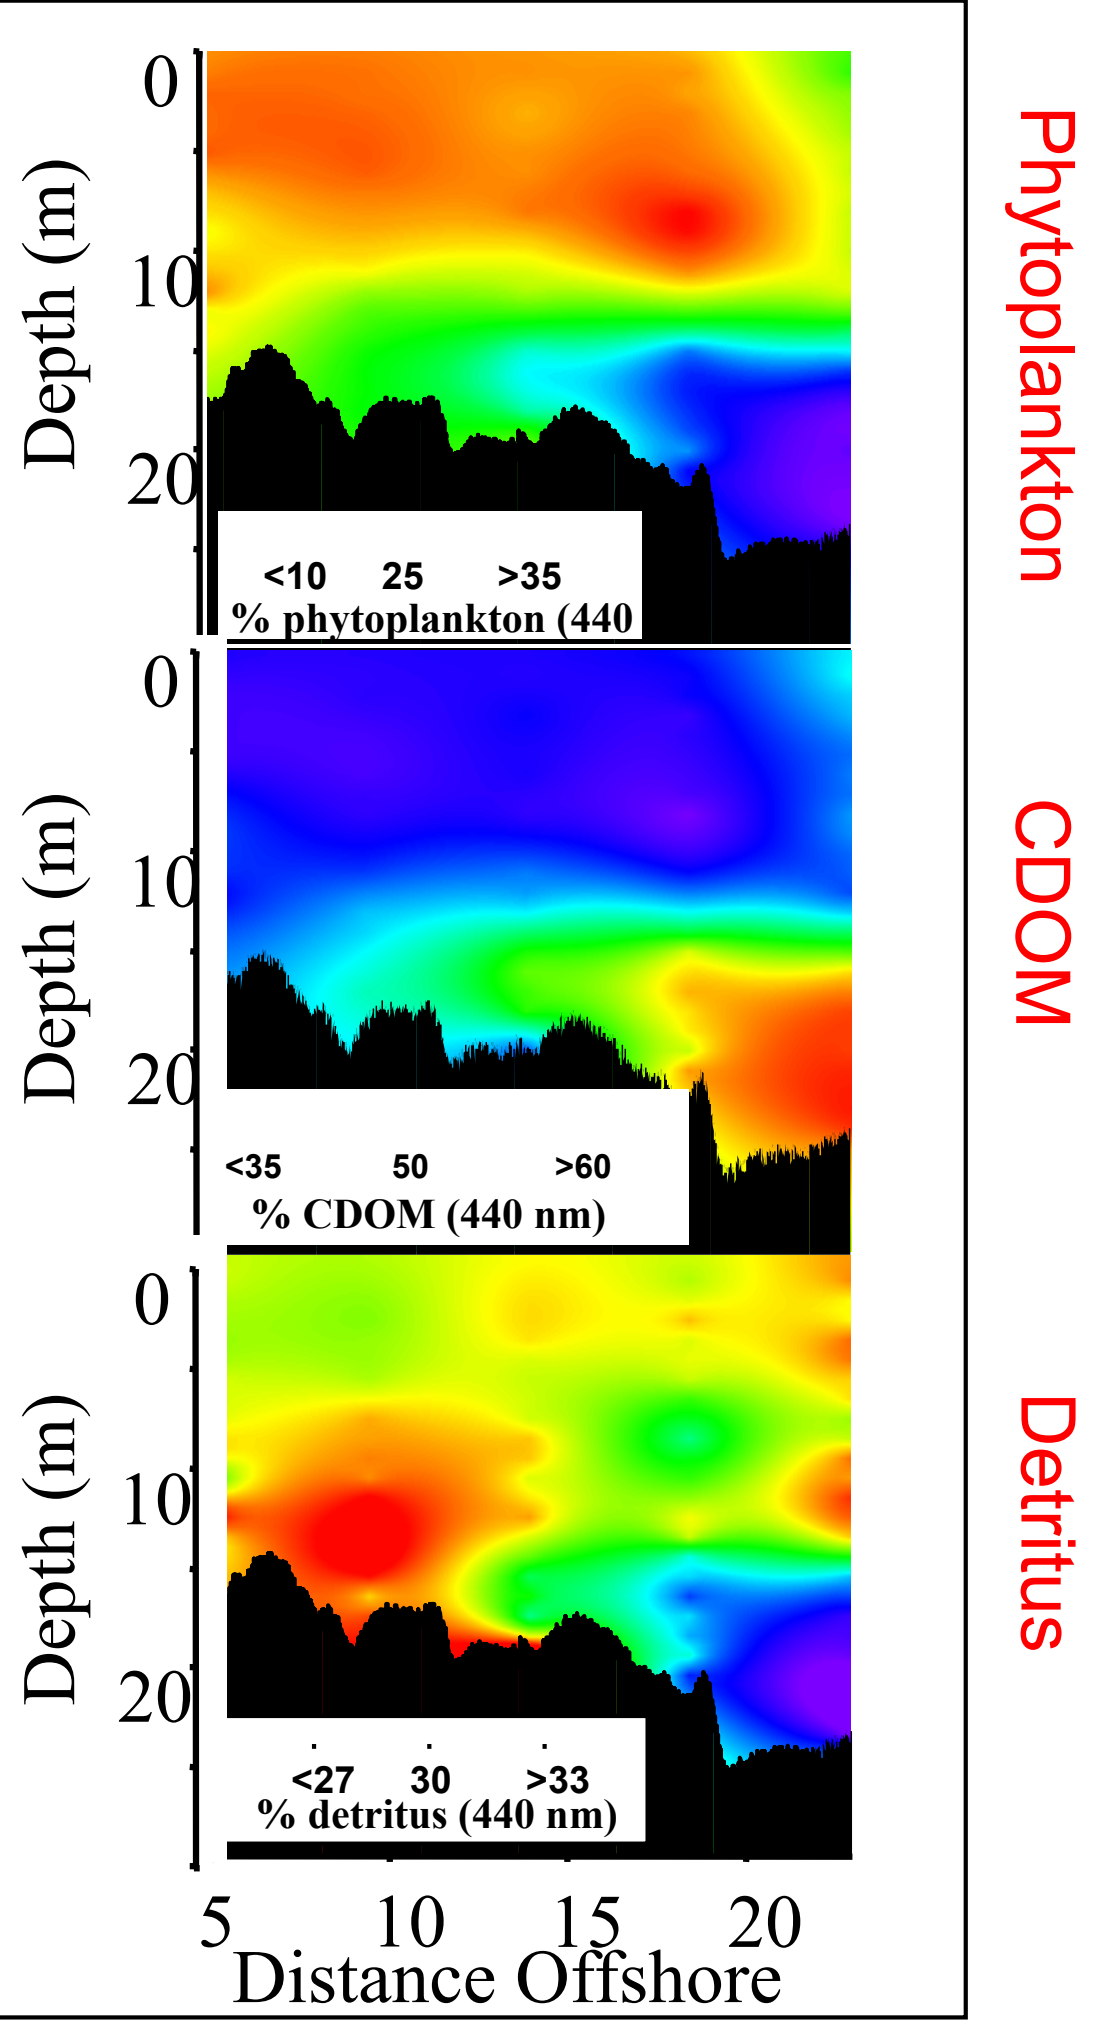 0
10
20
Depth (m)
<10 25 >35
% phytoplankton (440
Phytoplankton
0
10
20
Depth (m)
<35 50 >60
% CDOM (440 nm)
CDOM
0
10
20
Depth (m)
<27 30 >33
% detritus (440 nm)
Detritus
5 10 15 20
Distance Offshore